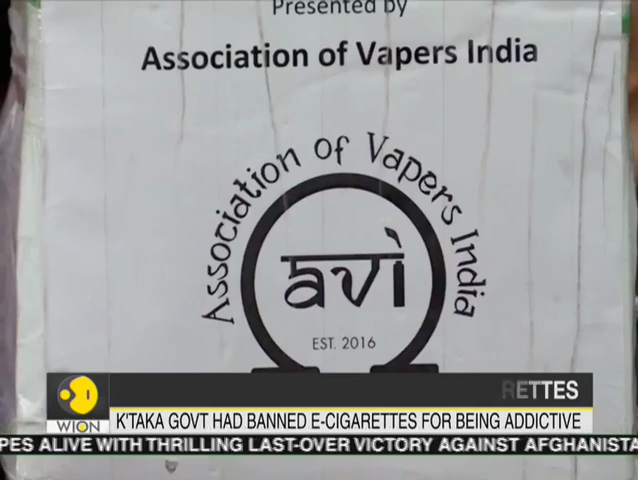 Presented by
Association of Vapers India
Association of Vapers India
avi
EST. 2016
RETTES
WION
K'TAKA GOVT HAD BANNED E-CIGARETTES FOR BEING ADDICTIVE
PES ALIVE WITH THRILLING LAST-OVER VICTORY AGAINST AFGHANISTA